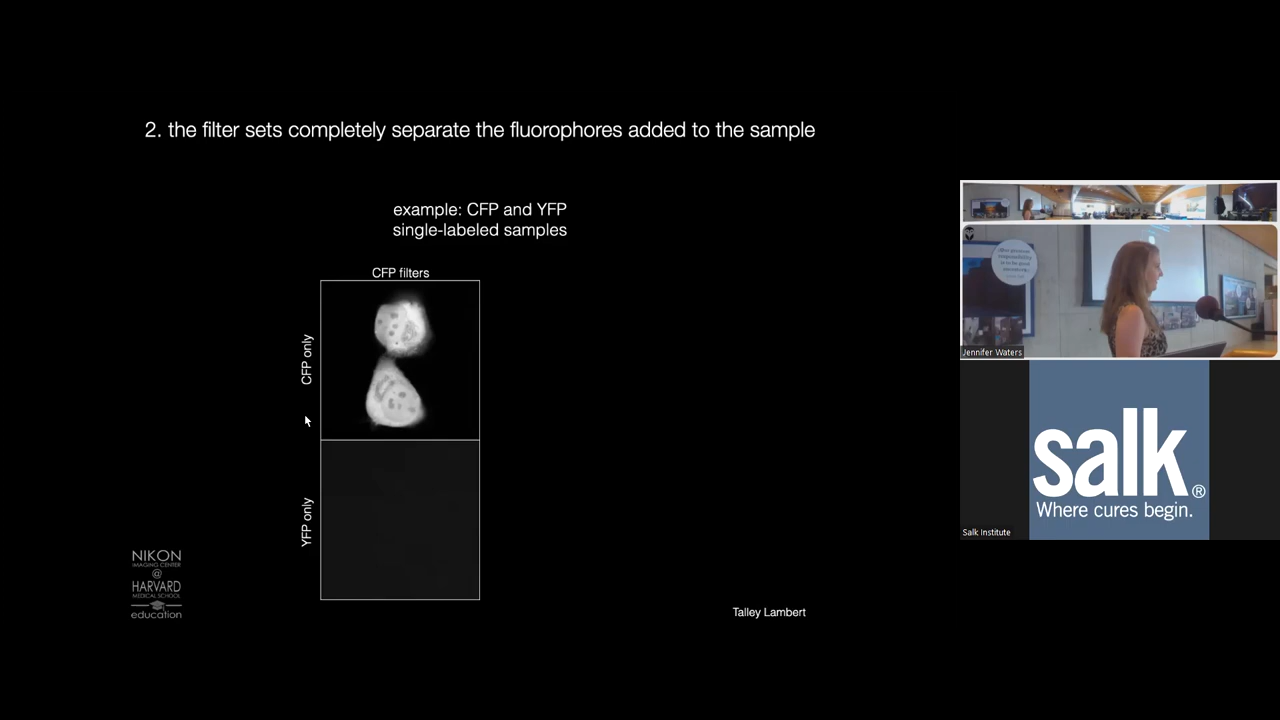 2. the filter sets completely separate the fluorophores added to the sample
example: CFP and YFP
single-labeled samples
CFP filters
CFP only
YFP only
NIKON
IMAGING CENTER
@
HARVARD
MEDICAL SCHOOL
education
Talley Lambert
Jennifer Waters
salk®
Where cures begin.
Salk Institute